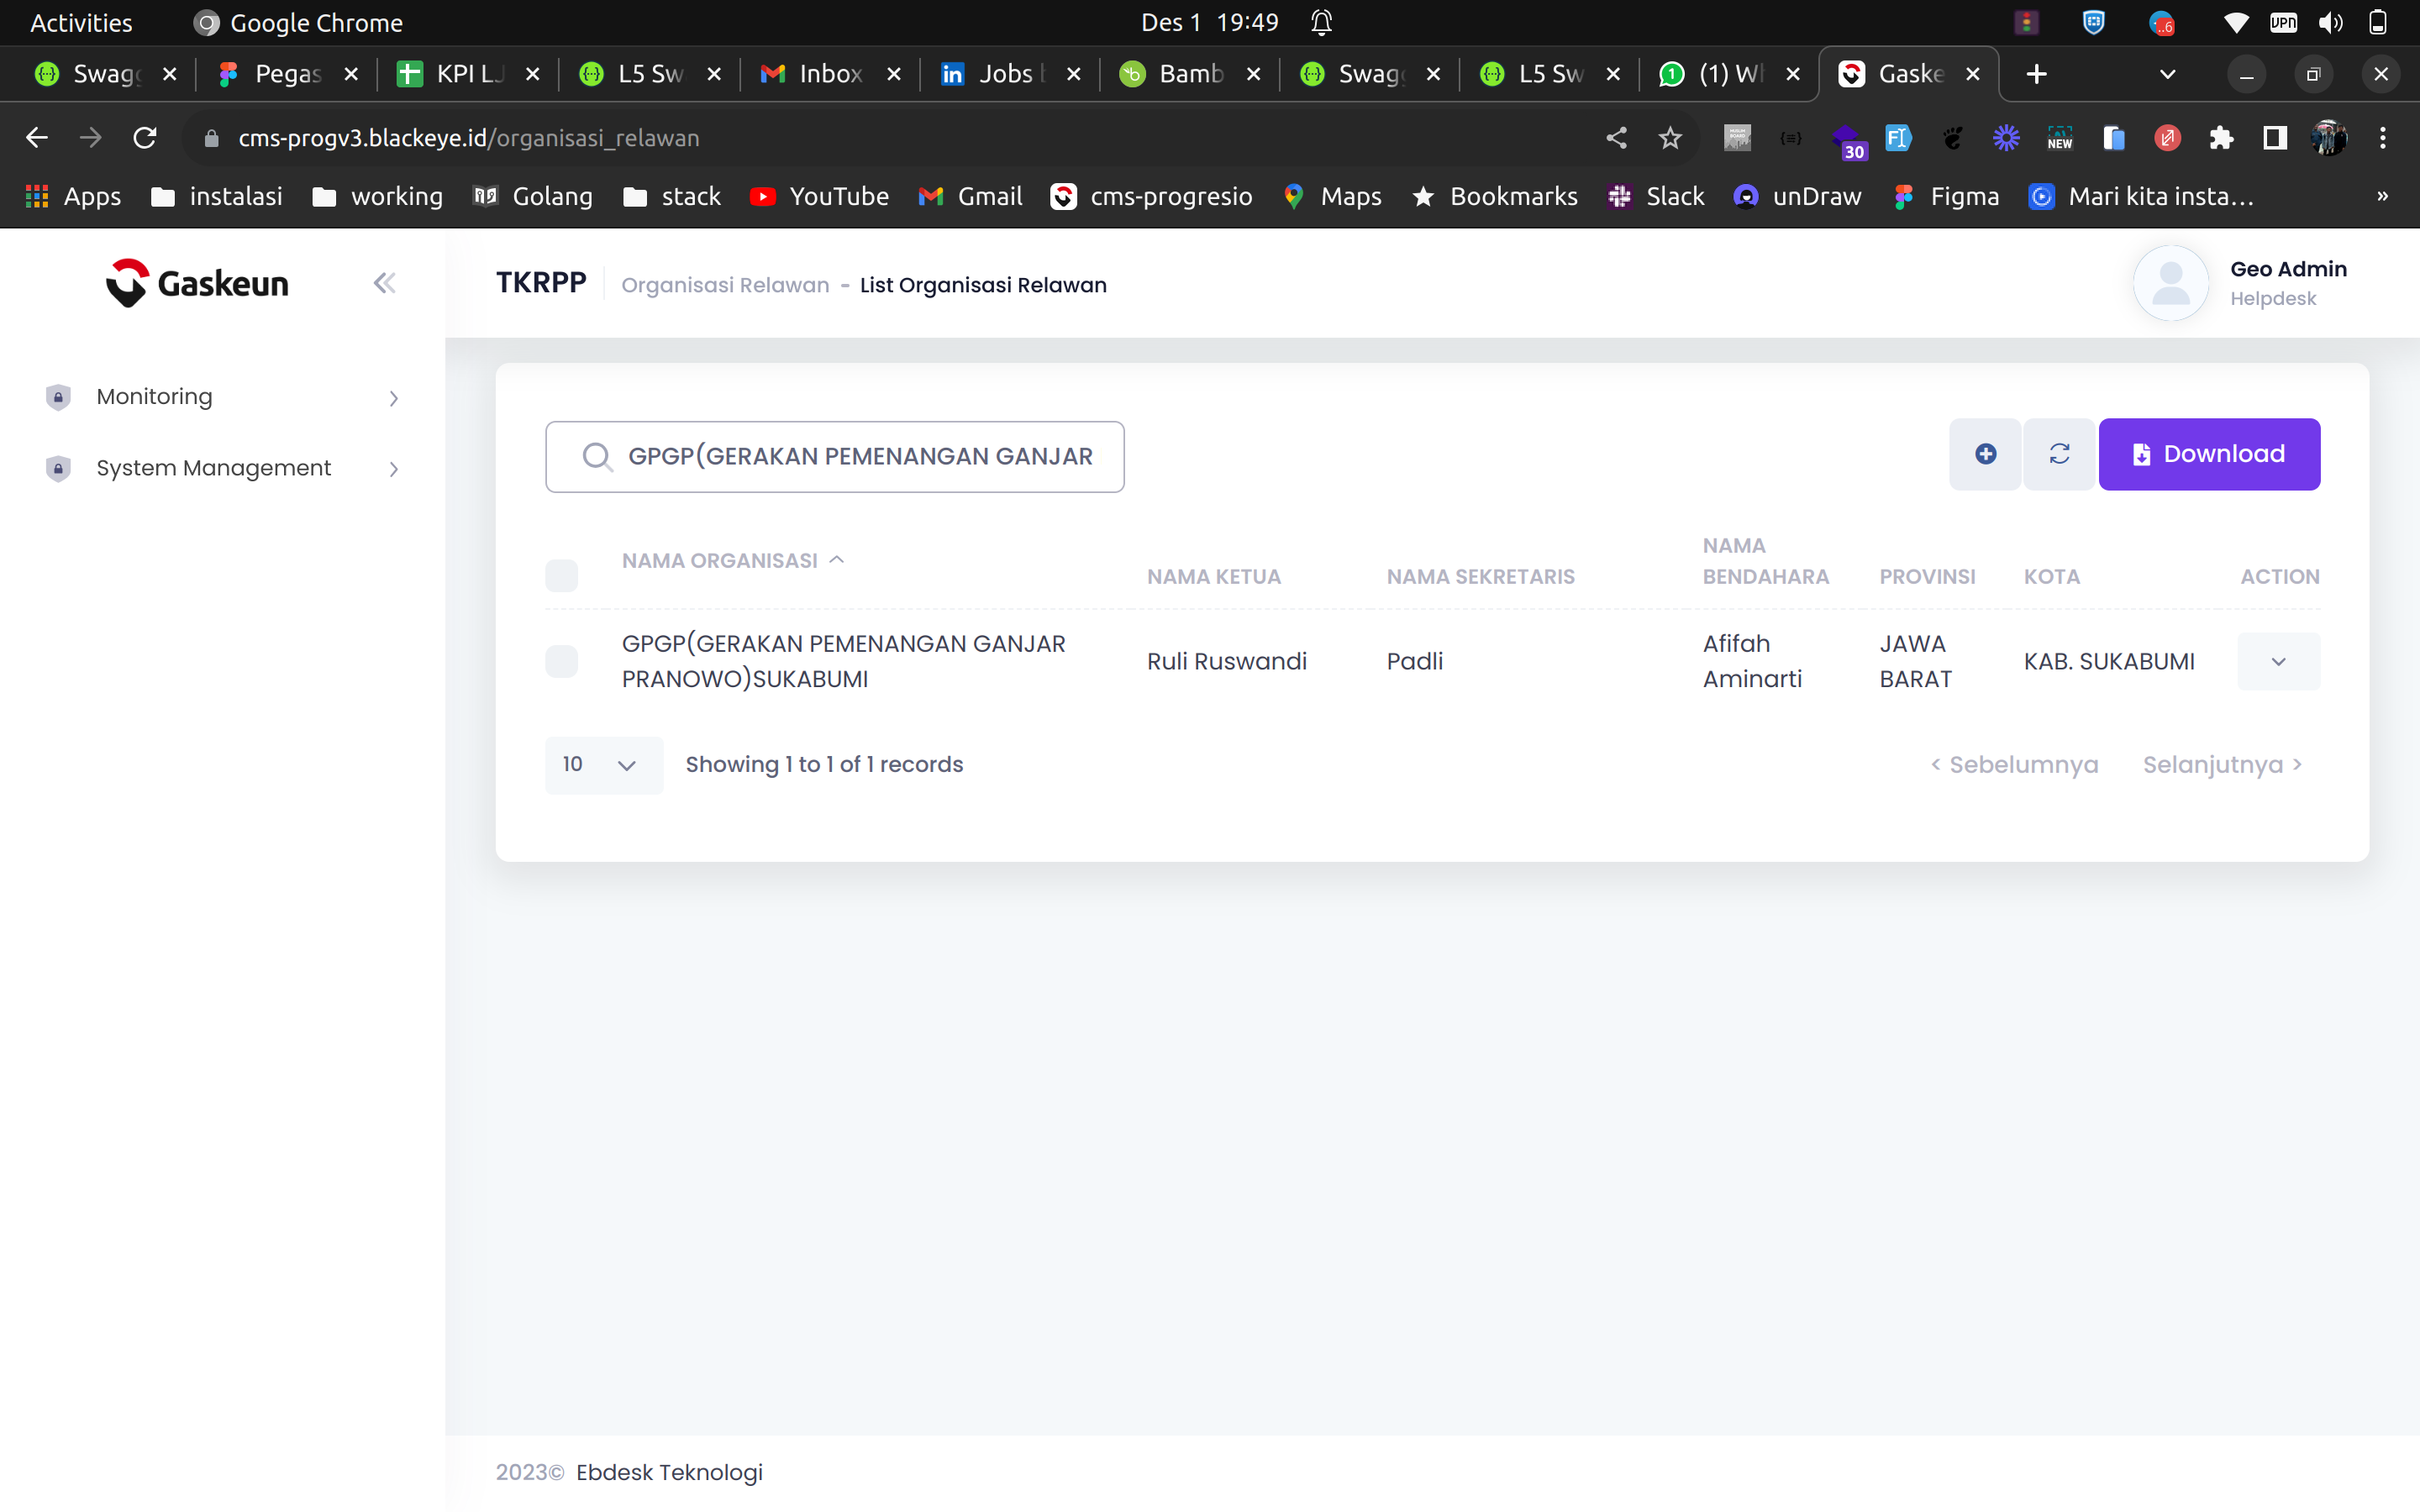 Activities Google Chrome Des 1 19:49
Swag KPI LJ L5 Sw Inbox Jobs Bamb Swag L5 Sw (1) Gaske
cms-progv3.blackeye.id/organisasi_relawan 30 NEW
Apps instalasi working Golang stack YouTube Gmail cms-progresio Maps Bookmarks Slack unDraw Figma Mari kita insta... »
Gaskeun
TKRPP Organisasi Relawan - List Organisasi Relawan
Geo Admin
Helpdesk
Monitoring
System Management
GPGP(GERAKAN PEMENANGAN GANJAR
Download
NAMA ORGANISASI NAMA KETUA NAMA SEKRETARIS NAMA BENDAHARA PROVINSI KOTA ACTION
GPGP(GERAKAN PEMENANGAN GANJAR
PRANOWO)SUKABUMI
Ruli Ruswandi
Padli
Afifah
Aminarti
JAWA
BARAT
KAB. SUKABUMI
10 Showing 1 to 1 of 1 records < Sebelumnya Selanjutnya >
2023© Ebdesk Teknologi